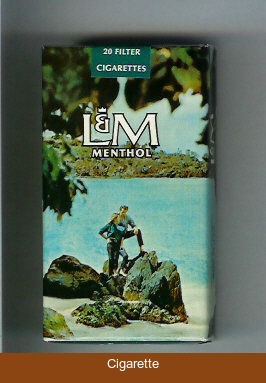 20 FILTER
CIGARETTES
L&M
MENTHOL
Cigarette